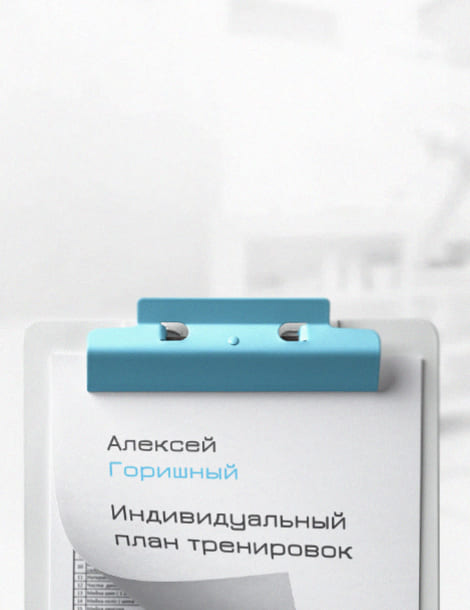 Алексей
Горишный
Индивидуальный
план тренировок